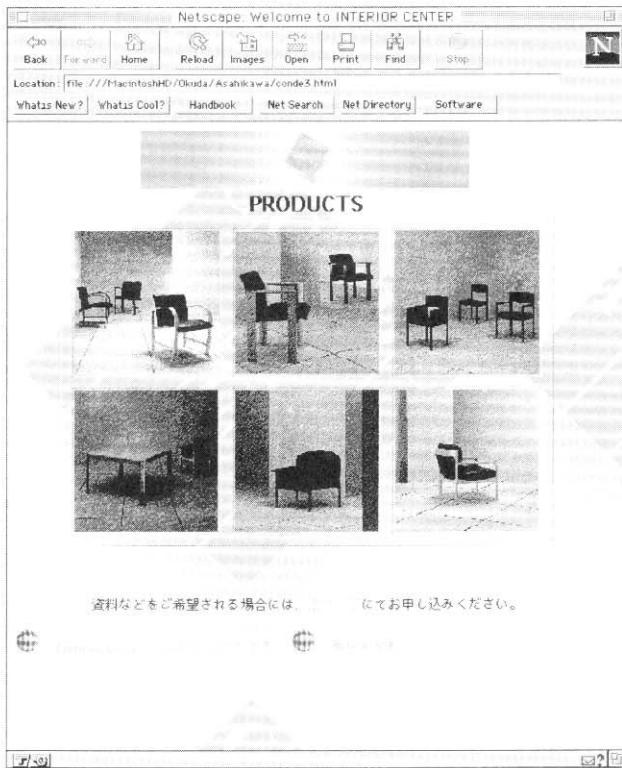 Netscape: Welcome to INTERIOR CENTER
Back Forward Home Reload Images Open Print Find Stop
N
Location: file:///MacintoshHD/Okuda/Asahikawa/conde3.html
What's New? What's Cool? Handbook Net Search Net Directory Software
PRODUCTS
資料などをご希望される場合には、
にてお申し込みください。